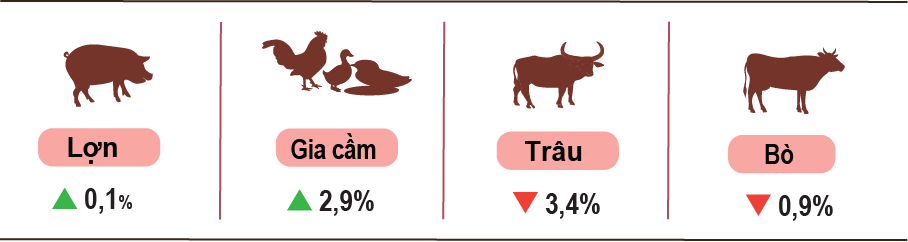 Lợn
▲ 0,1%
Gia cầm
▲ 2,9%
Trâu
▼ 3,4%
Bò
▼ 0,9%